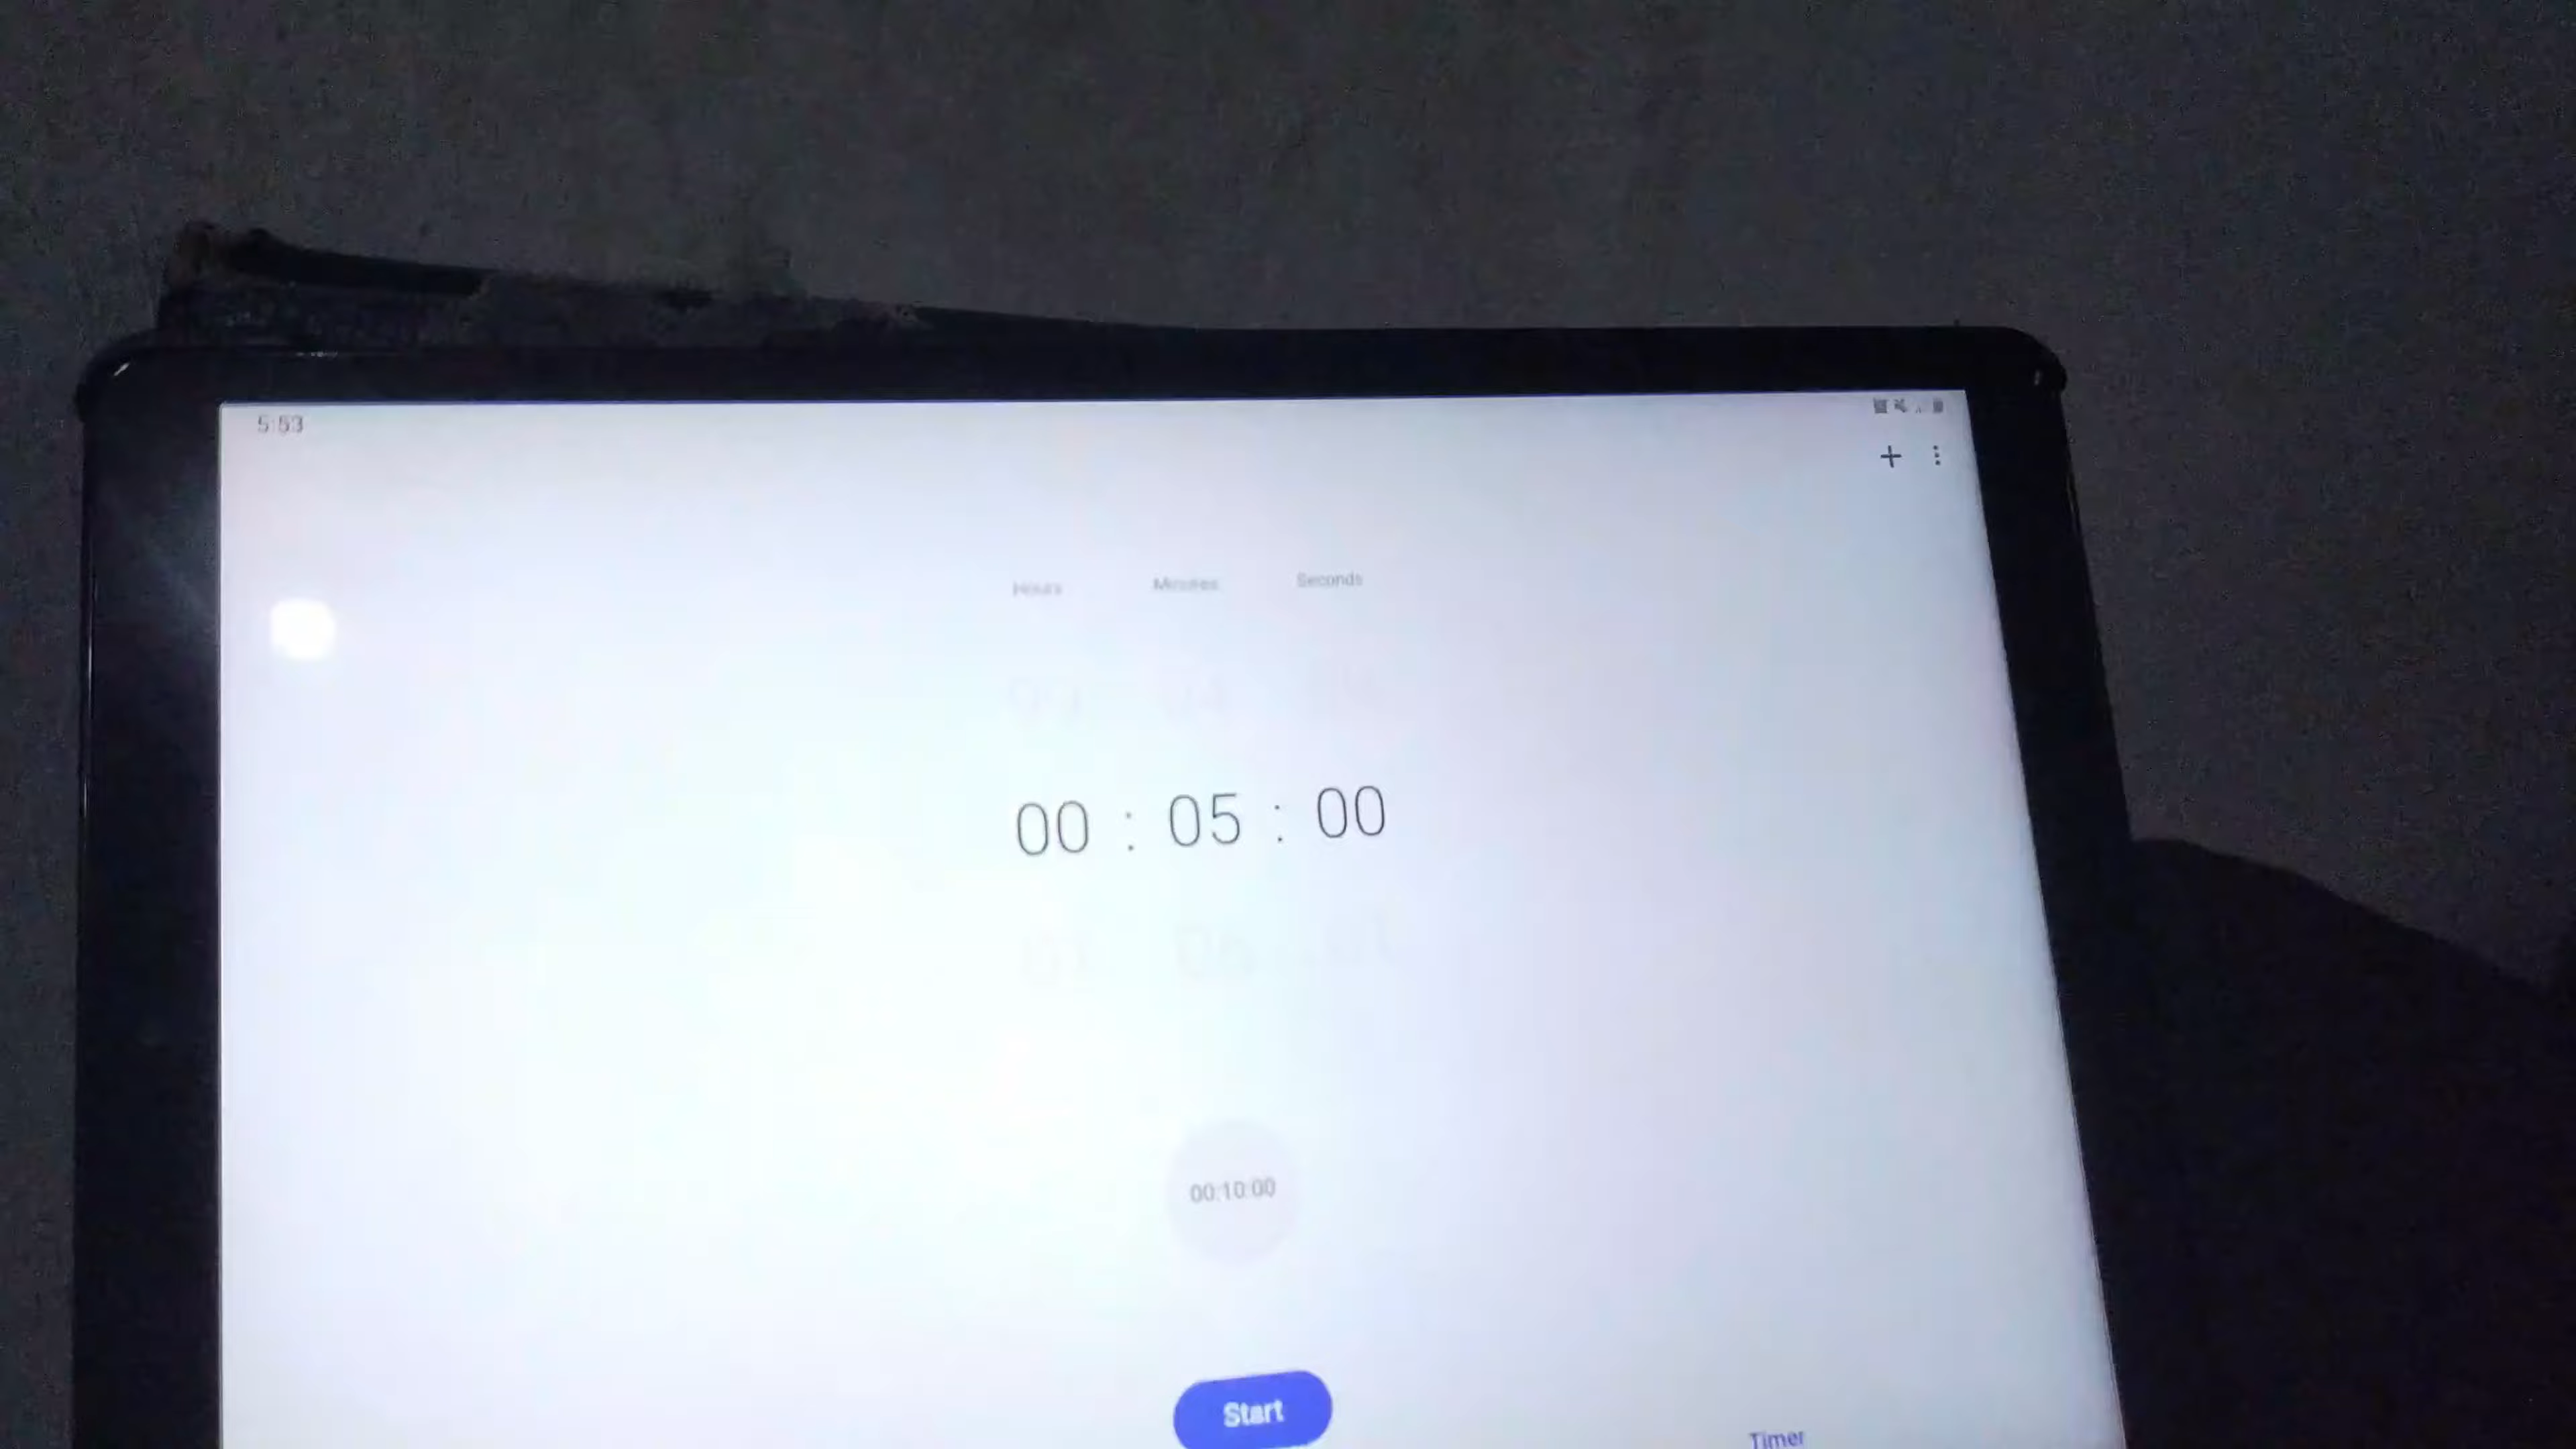 5:53
Hours Minutes Seconds
00 : 05 : 00
00:10:00
Start
Timer